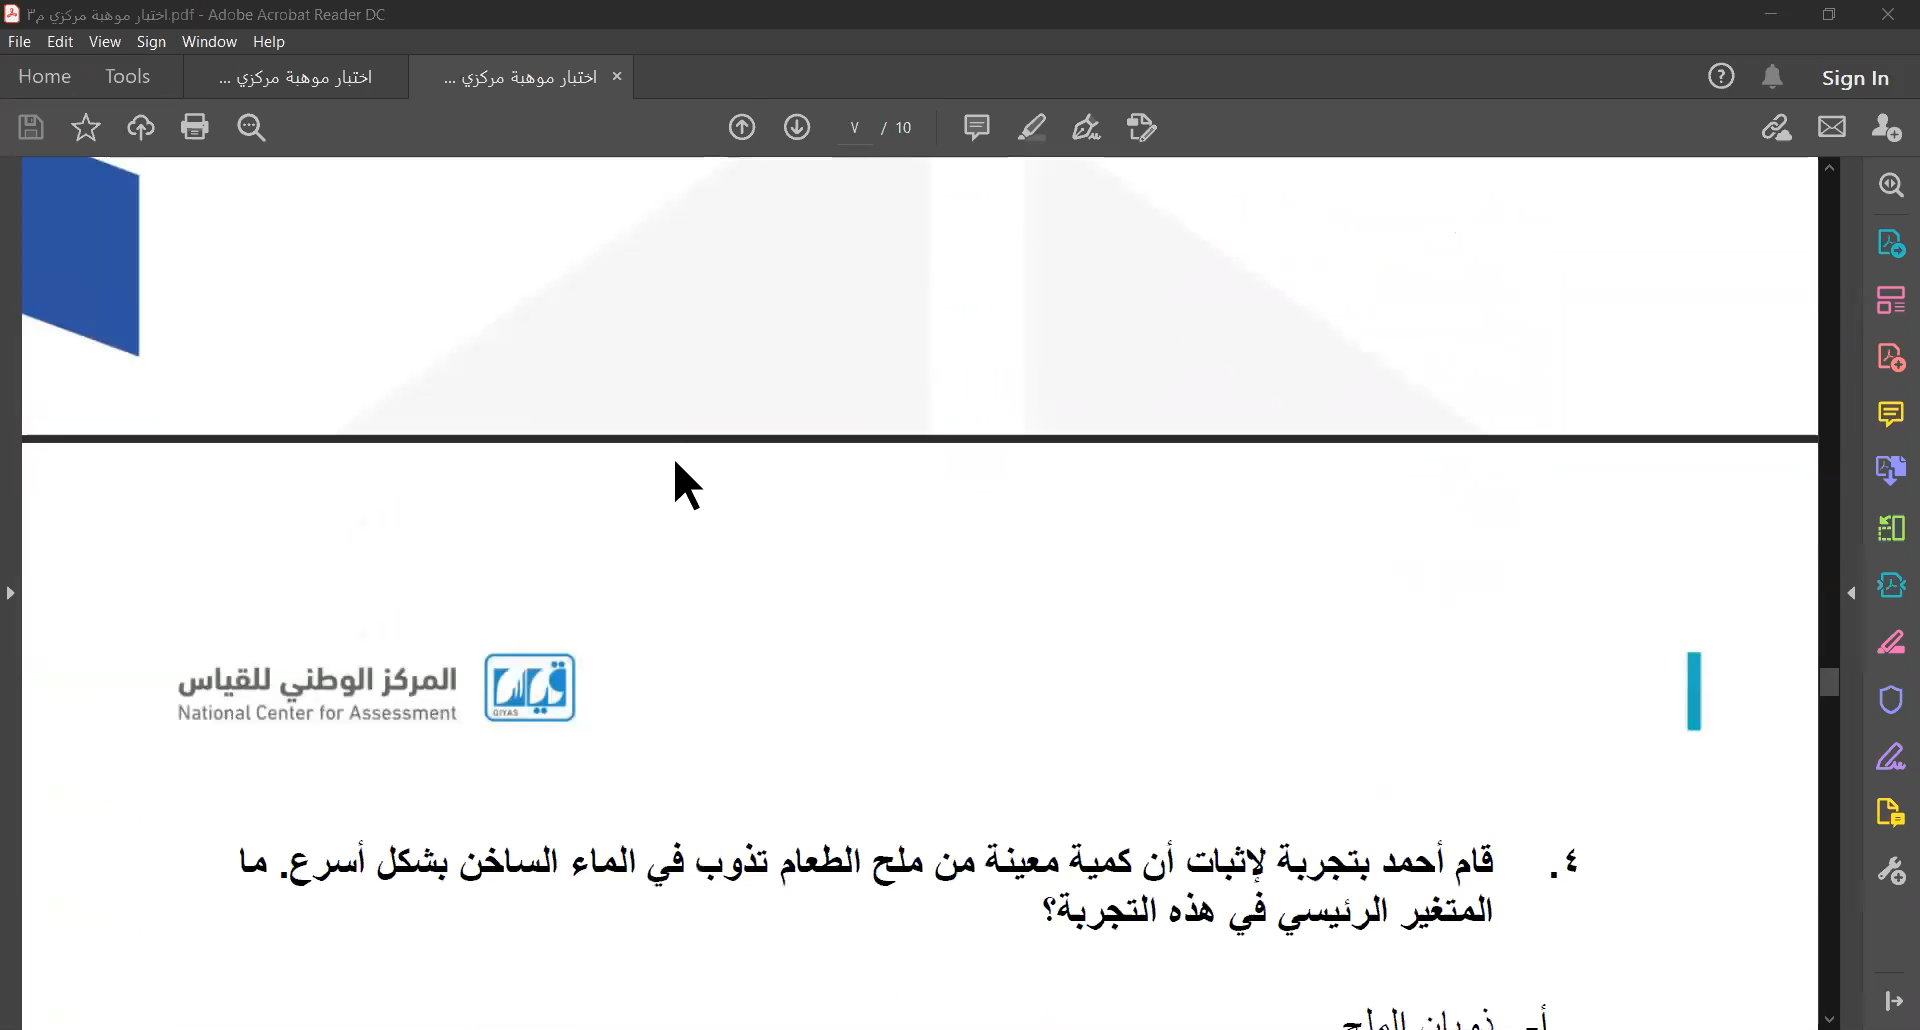 اختبار موهبة مركزي م٣.pdf - Adobe Acrobat Reader DC
File Edit View Sign Window Help
Home Tools اختبار موهبة مركزي ... اختبار موهبة مركزي ... × Sign In
٧ / 10
المركز الوطني للقياس
National Center for Assessment
قياس
QIYAS
٤. قام أحمد بتجربة لإثبات أن كمية معينة من ملح الطعام تذوب في الماء الساخن بشكل أسرع. ما
المتغير الرئيسي في هذه التجربة؟
أ- ذوبان الملح